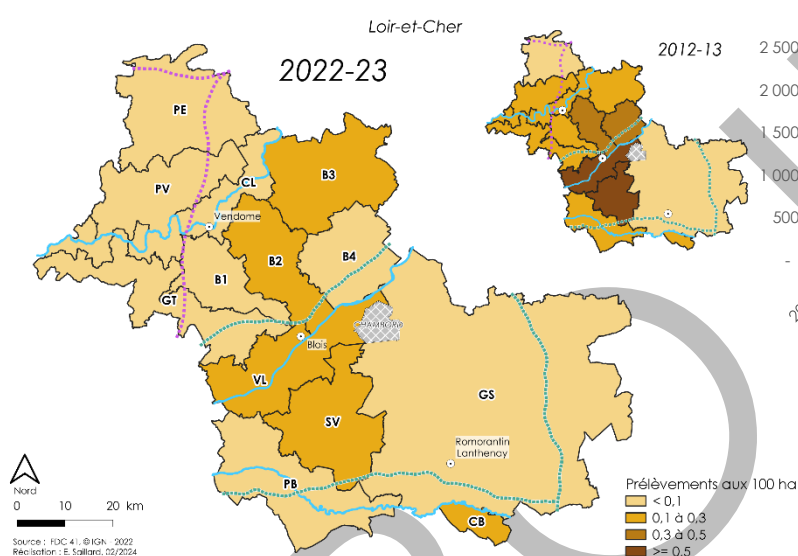 Loir-et-Cher
2022-23
2012-13
2 500
2 000
1 500
1 000
500
-
PE
PV
CL
B3
Vendome
B2
B4
B1
GT
CHAMBORD
Blois
VL
GS
SV
Romorantin
Lanthenay
PB
CB
Nord
0 10 20 km
Source : FDC 41, © IGN 2022
Réalisation : E. Saillard, 02/2024
Prélèvements aux 100 ha
< 0,1
0,1 à 0,3
0,3 à 0,5
>= 0,5